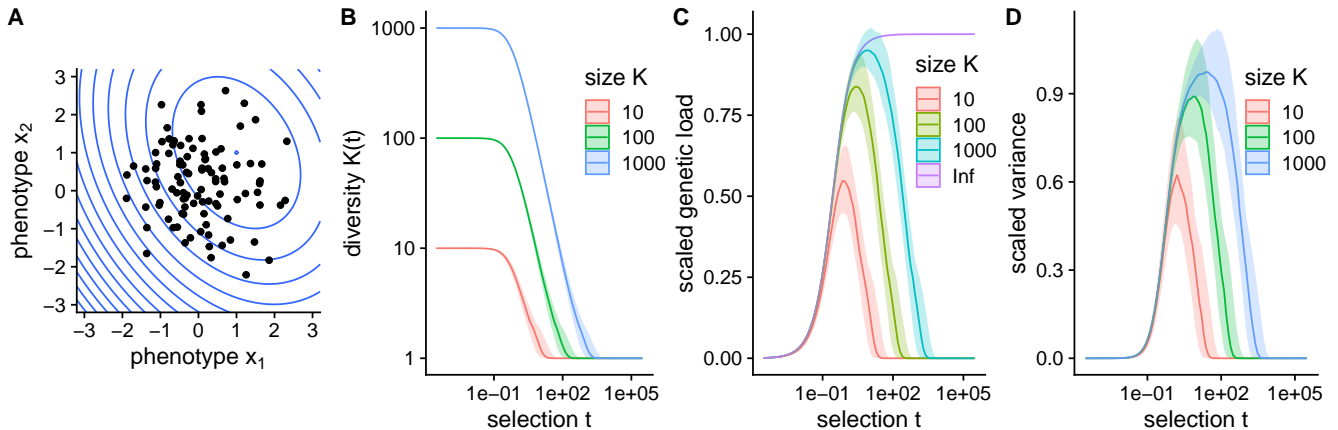 A
phenotype x₂
3
2
1
0
−1
−2
−3
−3 −2 −1 0 1 2 3
phenotype x₁
B
diversity K(t)
1000
100
10
1
1e−01 1e+02 1e+05
selection t
size K
10
100
1000
C
scaled genetic load
1.00
0.75
0.50
0.25
0.00
1e−01 1e+02 1e+05
selection t
size K
10
100
1000
Inf
D
scaled variance
0.9
0.6
0.3
0.0
1e−01 1e+02 1e+05
selection t
size K
10
100
1000